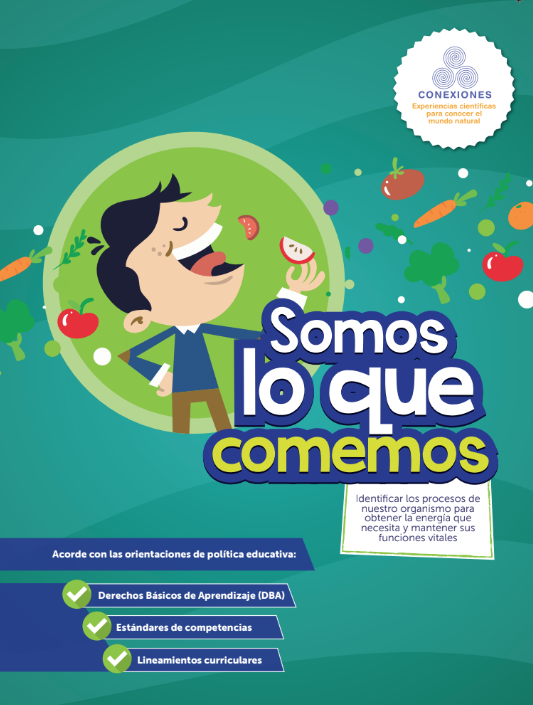 CONEXIONES
Experiencias científicas
para conocer el
mundo natural
Somos
lo que
comemos
Identificar los procesos de
nuestro organismo para
obtener la energía que
necesita y mantener sus
funciones vitales
Acorde con las orientaciones de política educativa:
Derechos Básicos de Aprendizaje (DBA)
Estándares de competencias
Lineamientos curriculares